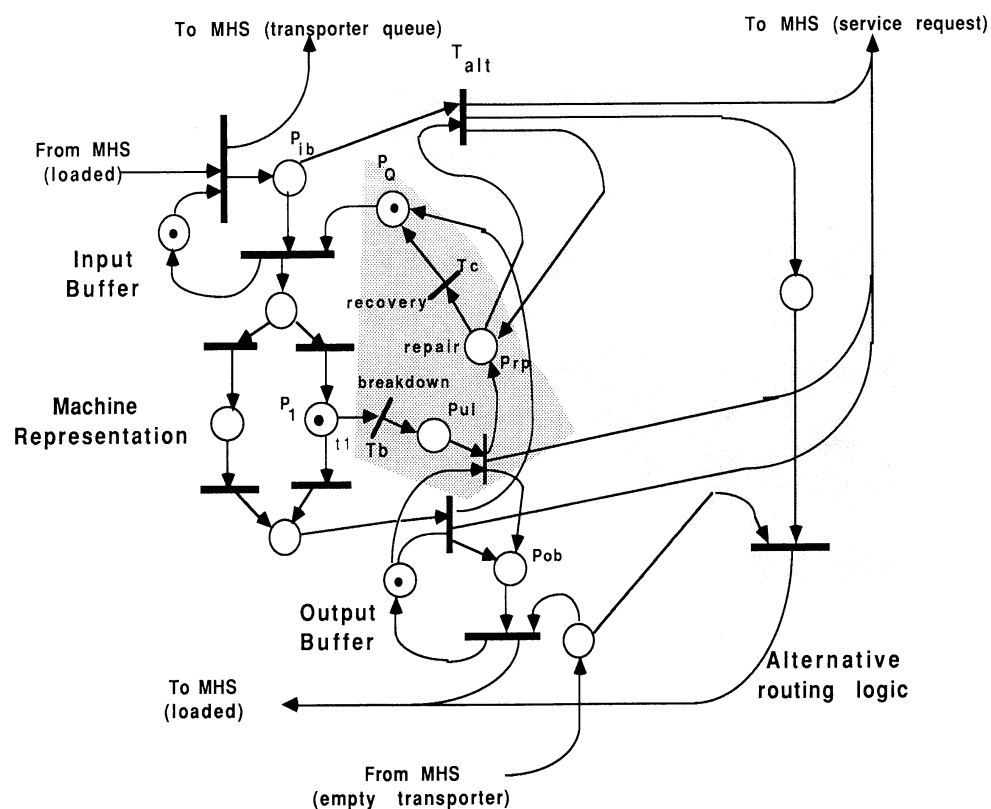 To MHS (transporter queue)
To MHS (service request)
T alt
From MHS
(loaded)
P ib
P Q
Input
Buffer
Tc
recovery
repair
Prp
breakdown
P 1
Pul
Machine
Representation
t1
Tb
Pob
Output
Buffer
Alternative
routing logic
To MHS
(loaded)
From MHS
(empty transporter)